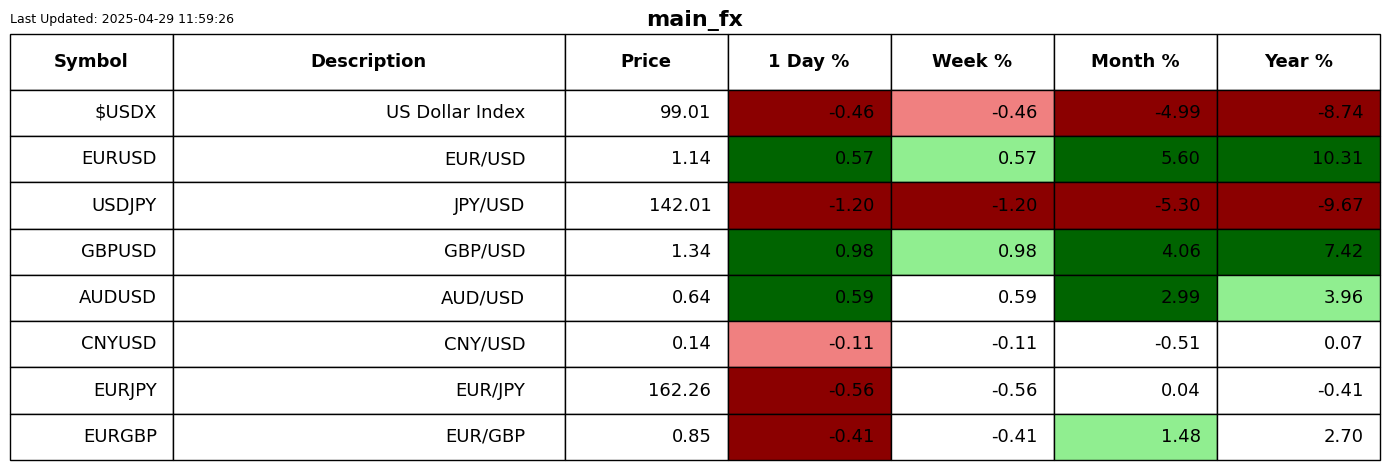 Last Updated: 2025-04-29 11:59:26
main_fx
Symbol Description Price 1 Day % Week % Month % Year %
$USDX US Dollar Index 99.01 -0.46 -0.46 -4.99 -8.74
EURUSD EUR/USD 1.14 0.57 0.57 5.60 10.31
USDJPY JPY/USD 142.01 -1.20 -1.20 -5.30 -9.67
GBPUSD GBP/USD 1.34 0.98 0.98 4.06 7.42
AUDUSD AUD/USD 0.64 0.59 0.59 2.99 3.96
CNYUSD CNY/USD 0.14 -0.11 -0.11 -0.51 0.07
EURJPY EUR/JPY 162.26 -0.56 -0.56 0.04 -0.41
EURGBP EUR/GBP 0.85 -0.41 -0.41 1.48 2.70